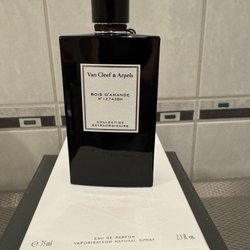 Van Cleef & Arpels
BOIS D'AMANDE
COLLECTION
EXTRAORDINAIRE
EAU DE PARFUM
VAPORISATEUR NATURAL SPRAY
℮ 75 ml
2.5 fl.oz